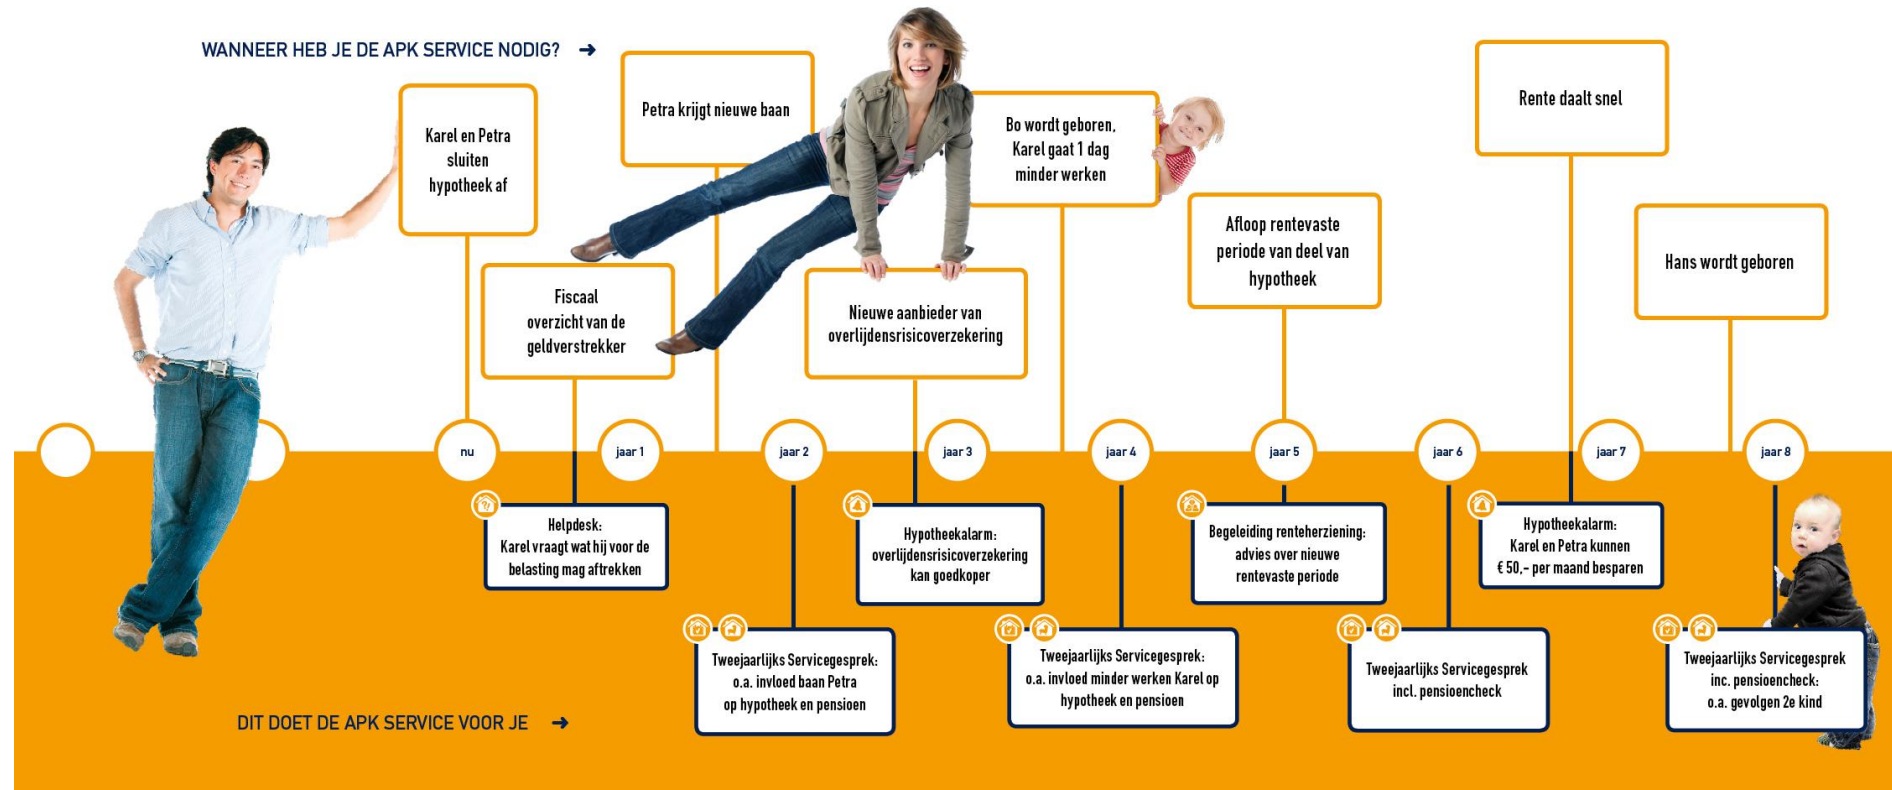 WANNEER HEB JE DE APK SERVICE NODIG? ➔
Karel en Petra
sluiten
hypotheek af
Fiscaal
overzicht van de
geldverstrekker
Petra krijgt nieuwe baan
Nieuwe aanbieder van
overlijdensrisicoverzekering
Bo wordt geboren,
Karel gaat 1 dag
minder werken
Afloop rentevaste
periode van deel van
hypotheek
Rente daalt snel
Hans wordt geboren
nu
jaar 1
jaar 2
jaar 3
jaar 4
jaar 5
jaar 6
jaar 7
jaar 8
Helpdesk:
Karel vraagt wat hij voor de
belasting mag aftrekken
Tweejaarlijks Servicegesprek:
o.a. invloed baan Petra
op hypotheek en pensioen
Hypotheekalarm:
overlijdensrisicoverzekering
kan goedkoper
Tweejaarlijks Servicegesprek:
o.a. invloed minder werken Karel op
hypotheek en pensioen
Begeleiding renteherziening:
advies over nieuwe
rentevaste periode
Tweejaarlijks Servicegesprek
incl. pensioencheck
Hypotheekalarm:
Karel en Petra kunnen
€ 50,- per maand besparen
Tweejaarlijks Servicegesprek
inc. pensioencheck:
o.a. gevolgen 2e kind
DIT DOET DE APK SERVICE VOOR JE ➔